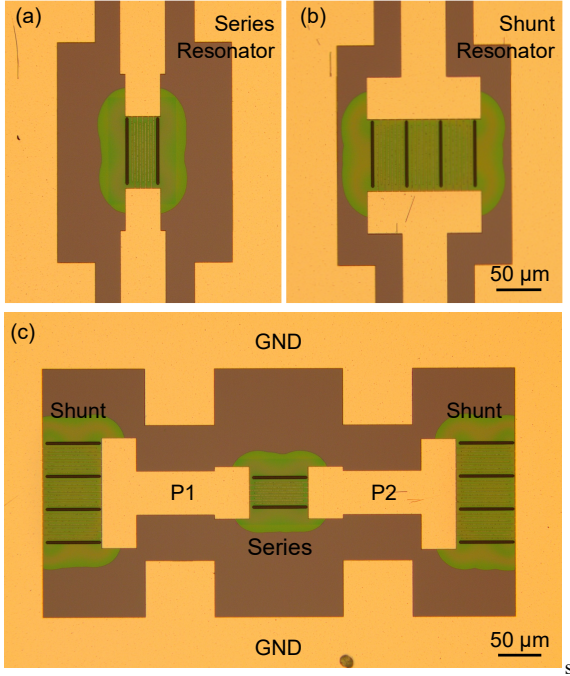 (a)
Series
Resonator
(b)
Shunt
Resonator
50 μm
(c)
GND
Shunt
Shunt
P1
P2
Series
GND
50 μm
s